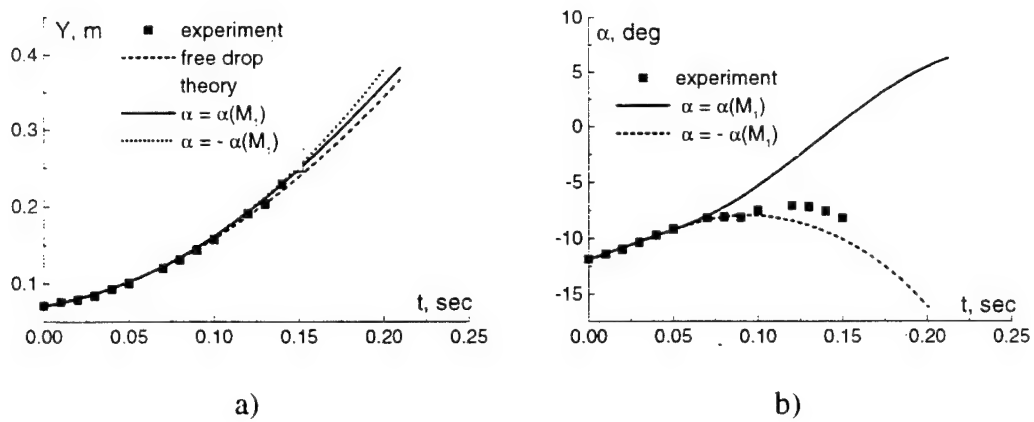 Y, m
experiment
free drop
theory
α = α(M₁)
α = - α(M₁)
0.4
0.3
0.2
0.1
t, sec
0.00 0.05 0.10 0.15 0.20 0.25
a)
α, deg
experiment
α = α(M₁)
α = - α(M₁)
10
5
0
-5
-10
-15
t, sec
0.00 0.05 0.10 0.15 0.20 0.25
b)